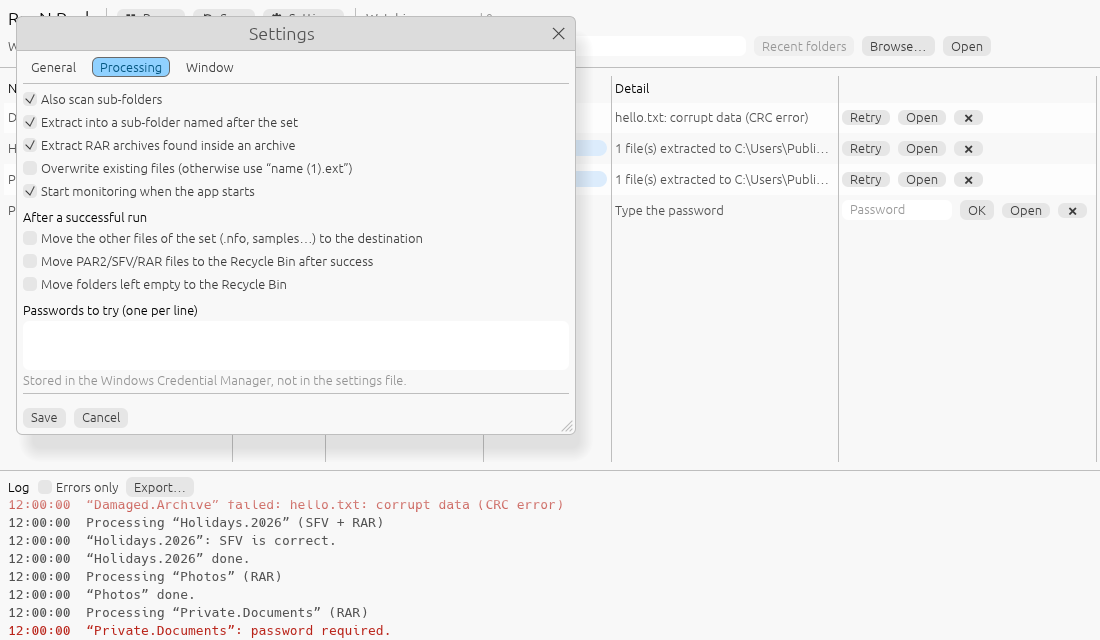 Settings
Recent folders
Browse…
Open
General
Processing
Window
Also scan sub-folders
Extract into a sub-folder named after the set
Extract RAR archives found inside an archive
Overwrite existing files (otherwise use “name (1).ext”)
Start monitoring when the app starts
After a successful run
Move the other files of the set (.nfo, samples…) to the destination
Move PAR2/SFV/RAR files to the Recycle Bin after success
Move folders left empty to the Recycle Bin
Passwords to try (one per line)
Stored in the Windows Credential Manager, not in the settings file.
Save
Cancel
Detail
hello.txt: corrupt data (CRC error)
Retry
Open
1 file(s) extracted to C:\Users\Publi…
Retry
Open
1 file(s) extracted to C:\Users\Publi…
Retry
Open
Type the password
Password
OK
Open
Log
Errors only
Export…
12:00:00 “Damaged.Archive” failed: hello.txt: corrupt data (CRC error)
12:00:00 Processing “Holidays.2026” (SFV + RAR)
12:00:00 “Holidays.2026”: SFV is correct.
12:00:00 “Holidays.2026” done.
12:00:00 Processing “Photos” (RAR)
12:00:00 “Photos” done.
12:00:00 Processing “Private.Documents” (RAR)
12:00:00 “Private.Documents”: password required.